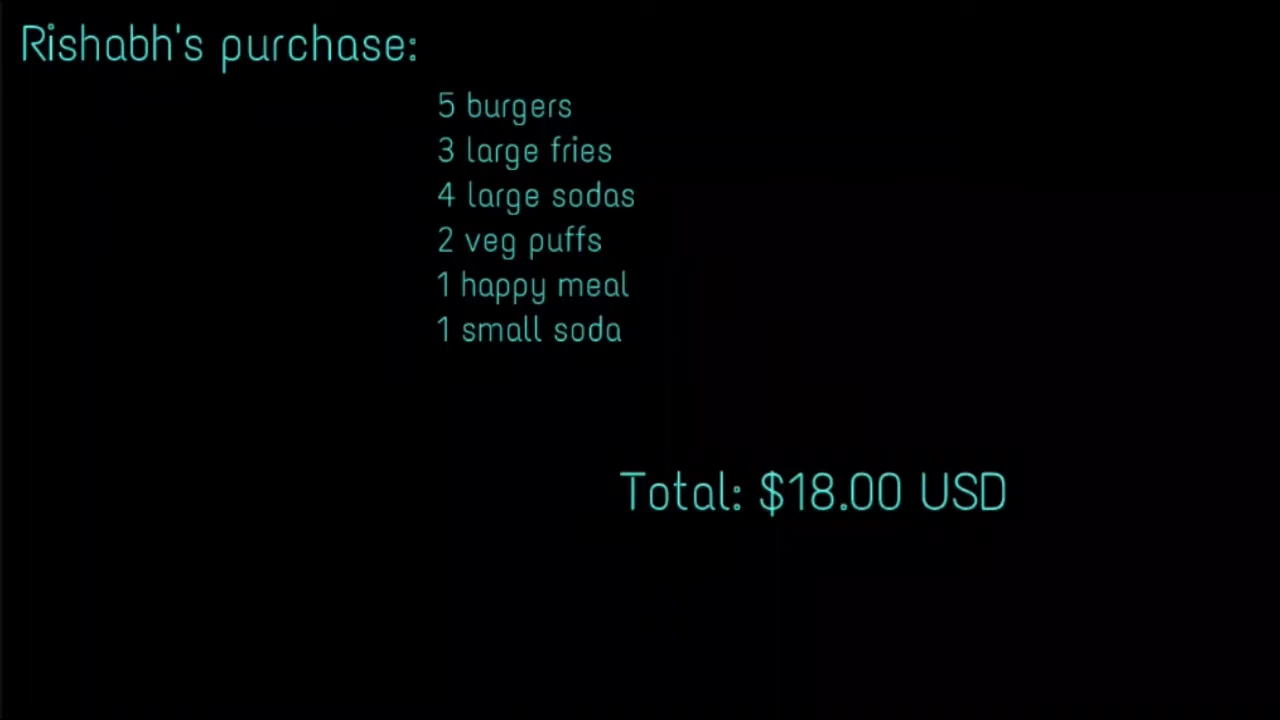 Rishabh's purchase:
5 burgers
3 large fries
4 large sodas
2 veg puffs
1 happy meal
1 small soda
Total: $18.00 USD